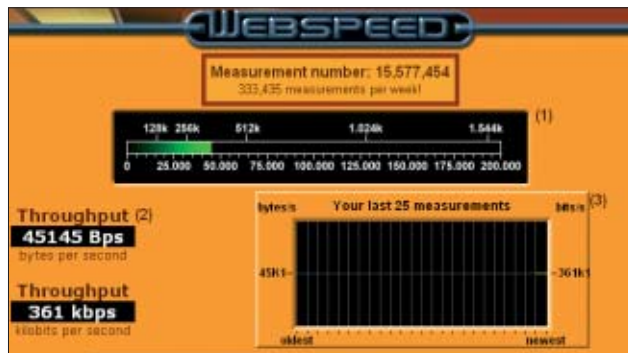 WEBSPEED
Measurement number: 15,577,454
333,435 measurements per week!
(1)
128k 256k 512k 1.024k 1.544k
0 25.000 50.000 75.000 100.000 125.000 150.000 175.000 200.000
Throughput (2)
45145 Bps
bytes per second
Throughput
361 kbps
kilobits per second
(3)
bytes/s Your last 25 measurements bits/s
45K1 361k1
oldest newest